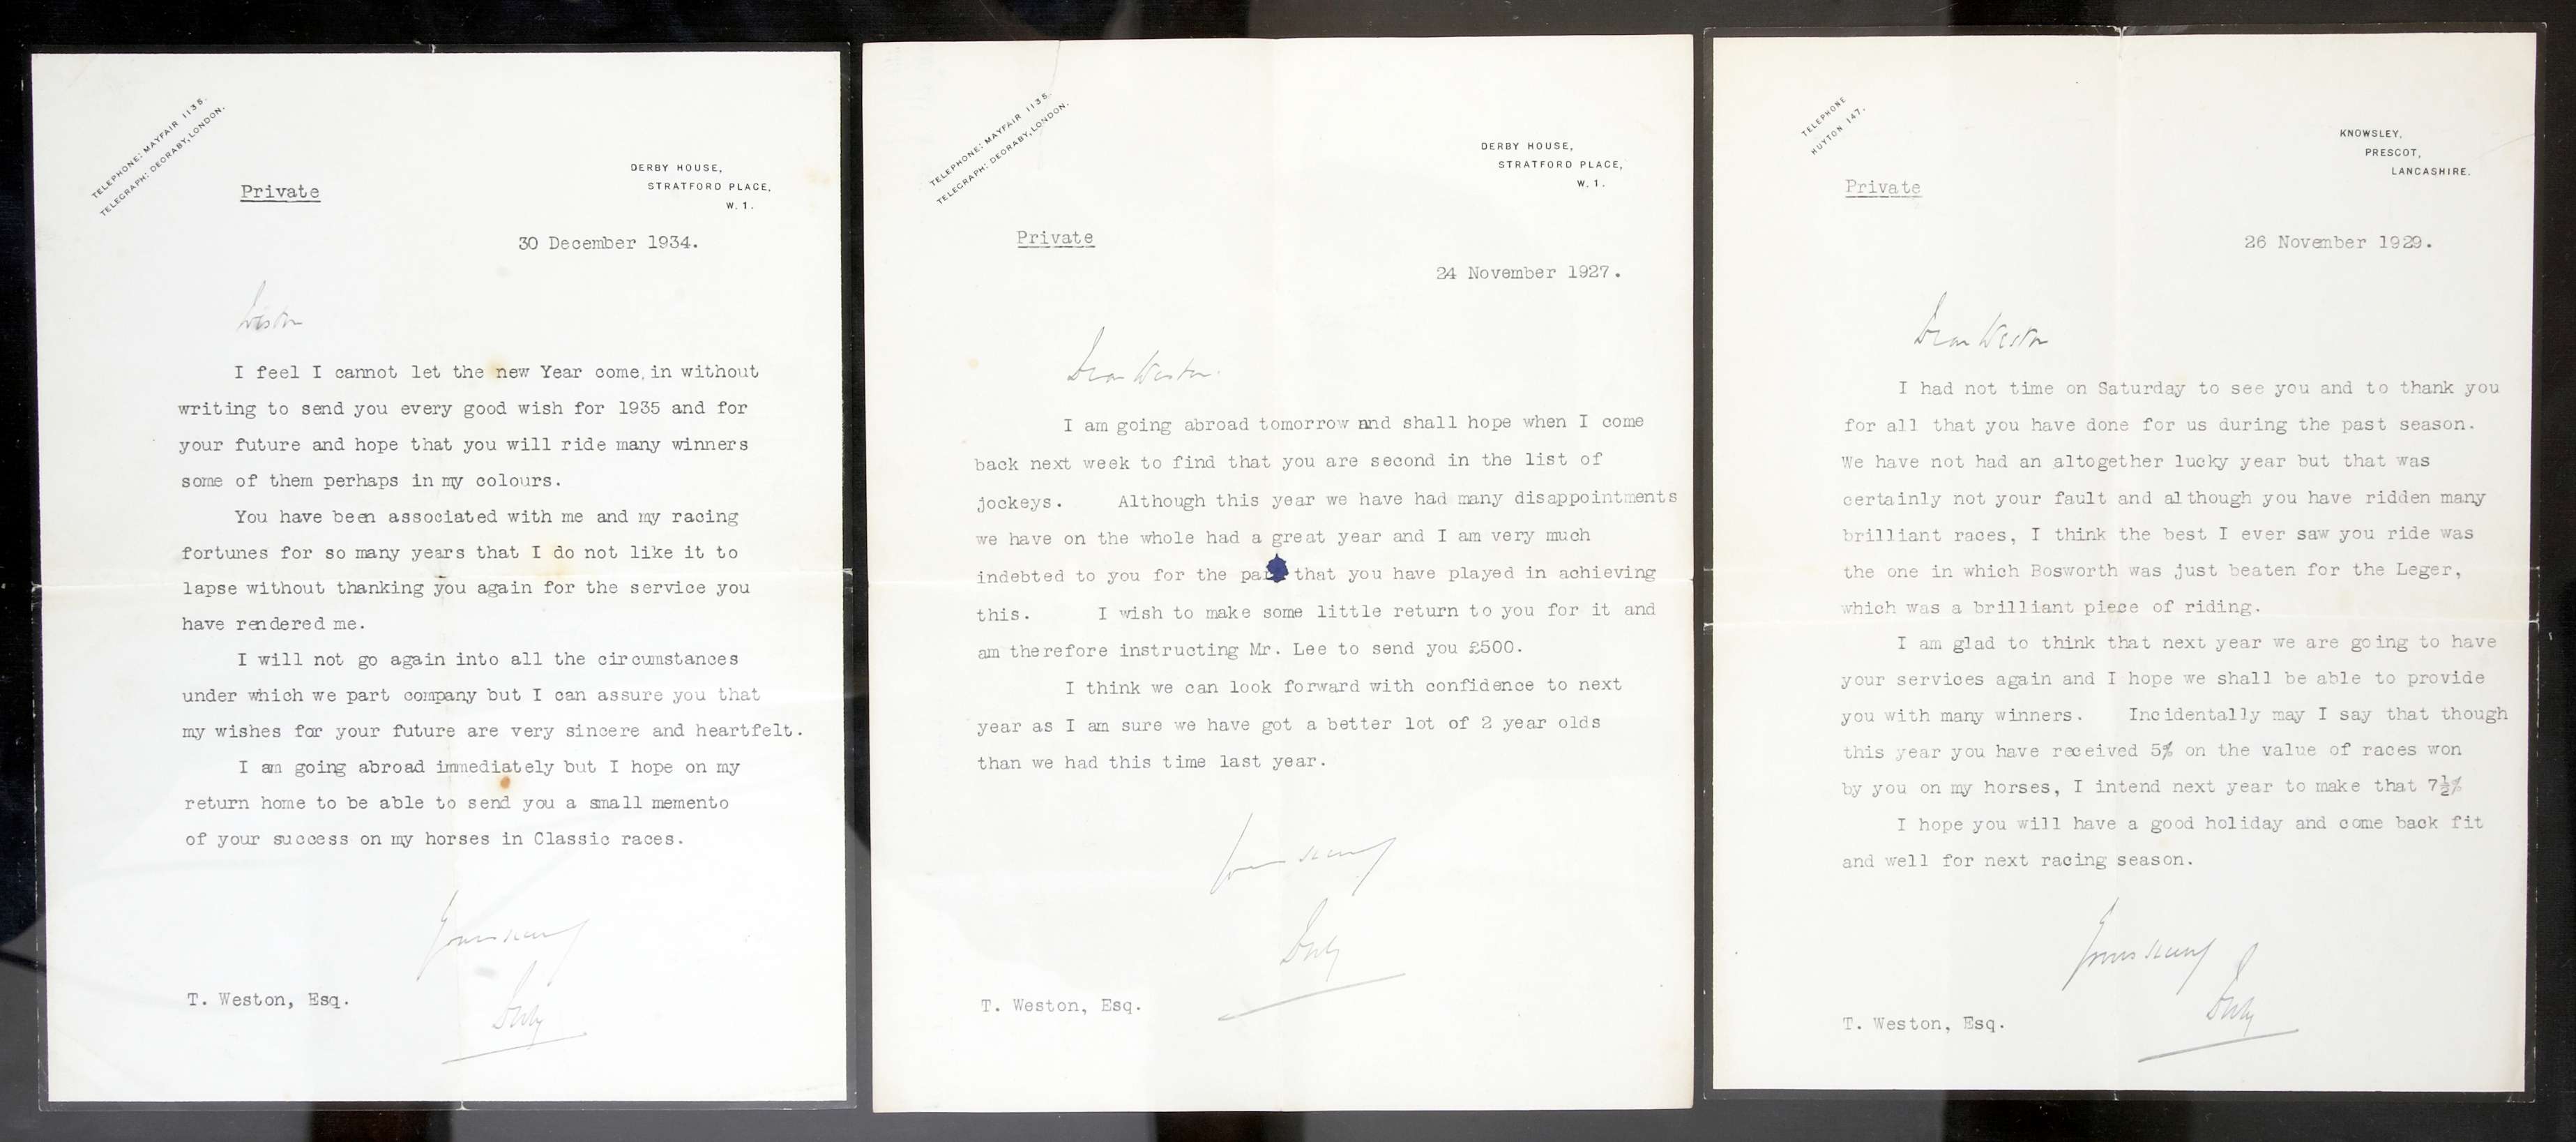 TELEPHONE: MAYFAIR 1135.
TELEGRAPH: DEORABY, LONDON.
DERBY HOUSE,
STRATFORD PLACE,
W. 1.
Private
30 December 1934.
Weston
I feel I cannot let the new Year come in without
writing to send you every good wish for 1935 and for
your future and hope that you will ride many winners
some of them perhaps in my colours.
You have been associated with me and my racing
fortunes for so many years that I do not like it to
lapse without thanking you again for the service you
have rendered me.
I will not go again into all the circumstances
under which we part company but I can assure you that
my wishes for your future are very sincere and heartfelt.
I am going abroad immediately but I hope on my
return home to be able to send you a small memento
of your success on my horses in Classic races.
Derby
T. Weston, Esq.
TELEPHONE: MAYFAIR 1135.
TELEGRAPH: DEORABY, LONDON.
DERBY HOUSE,
STRATFORD PLACE,
W. 1.
Private
24 November 1927.
Dear Weston.
I am going abroad tomorrow and shall hope when I come
back next week to find that you are second in the list of
jockeys. Although this year we have had many disappointments
we have on the whole had a great year and I am very much
indebted to you for the part that you have played in achieving
this. I wish to make some little return to you for it and
am therefore instructing Mr. Lee to send you £500.
I think we can look forward with confidence to next
year as I am sure we have got a better lot of 2 year olds
than we had this time last year.
Derby
T. Weston, Esq.
TELEPHONE
HUYTON 147.
KNOWSLEY,
PRESCOT,
LANCASHIRE.
Private
26 November 1929.
Dear Weston
I had not time on Saturday to see you and to thank you
for all that you have done for us during the past season.
We have not had an altogether lucky year but that was
certainly not your fault and although you have ridden many
brilliant races, I think the best I ever saw you ride was
the one in which Bosworth was just beaten for the Leger,
which was a brilliant piece of riding.
I am glad to think that next year we are going to have
your services again and I hope we shall be able to provide
you with many winners. Incidentally may I say that though
this year you have received 5% on the value of races won
by you on my horses, I intend next year to make that 7½%
I hope you will have a good holiday and come back fit
and well for next racing season.
Derby
T. Weston, Esq.